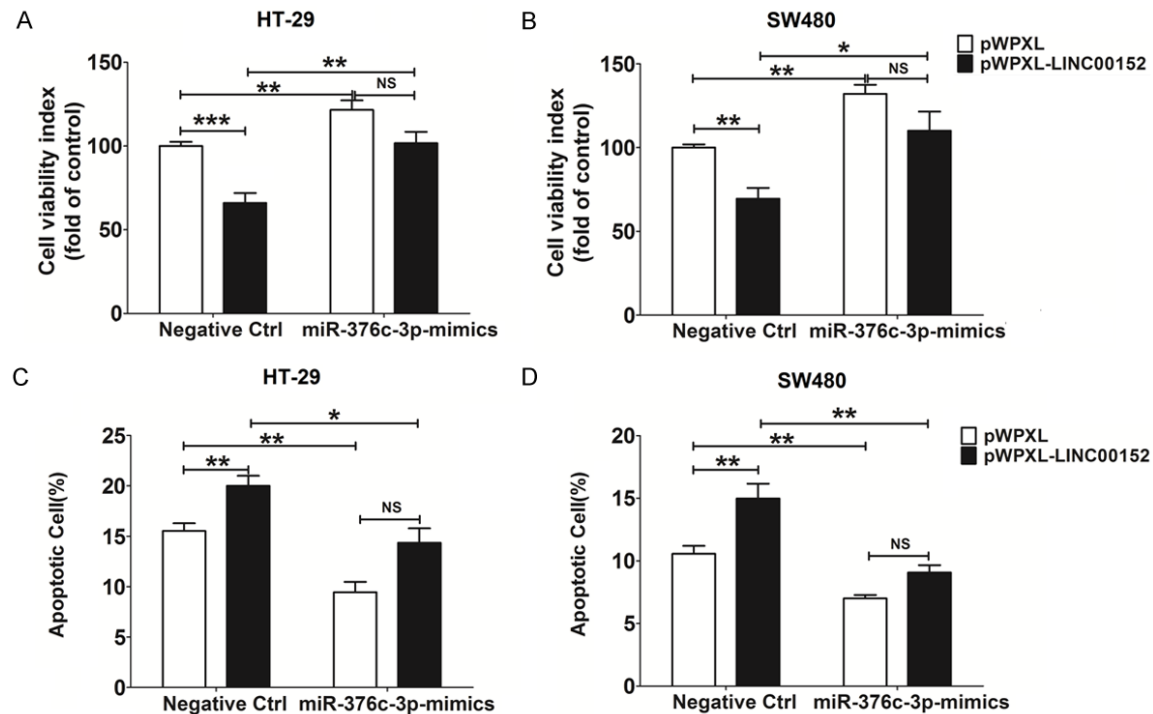 A
HT-29
Cell viability index
(fold of control)
150
100
50
0
***
**
**
NS
Negative Ctrl
miR-376c-3p-mimics
B
SW480
pWPXL
pWPXL-LINC00152
Cell viability index
(fold of control)
150
100
50
0
**
**
*
NS
Negative Ctrl
miR-376c-3p-mimics
C
HT-29
Apoptotic Cell(%)
25
20
15
10
5
0
**
**
*
NS
Negative Ctrl
miR-376c-3p-mimics
D
SW480
pWPXL
pWPXL-LINC00152
Apoptotic Cell(%)
20
15
10
5
0
**
**
**
NS
Negative Ctrl
miR-376c-3p-mimics